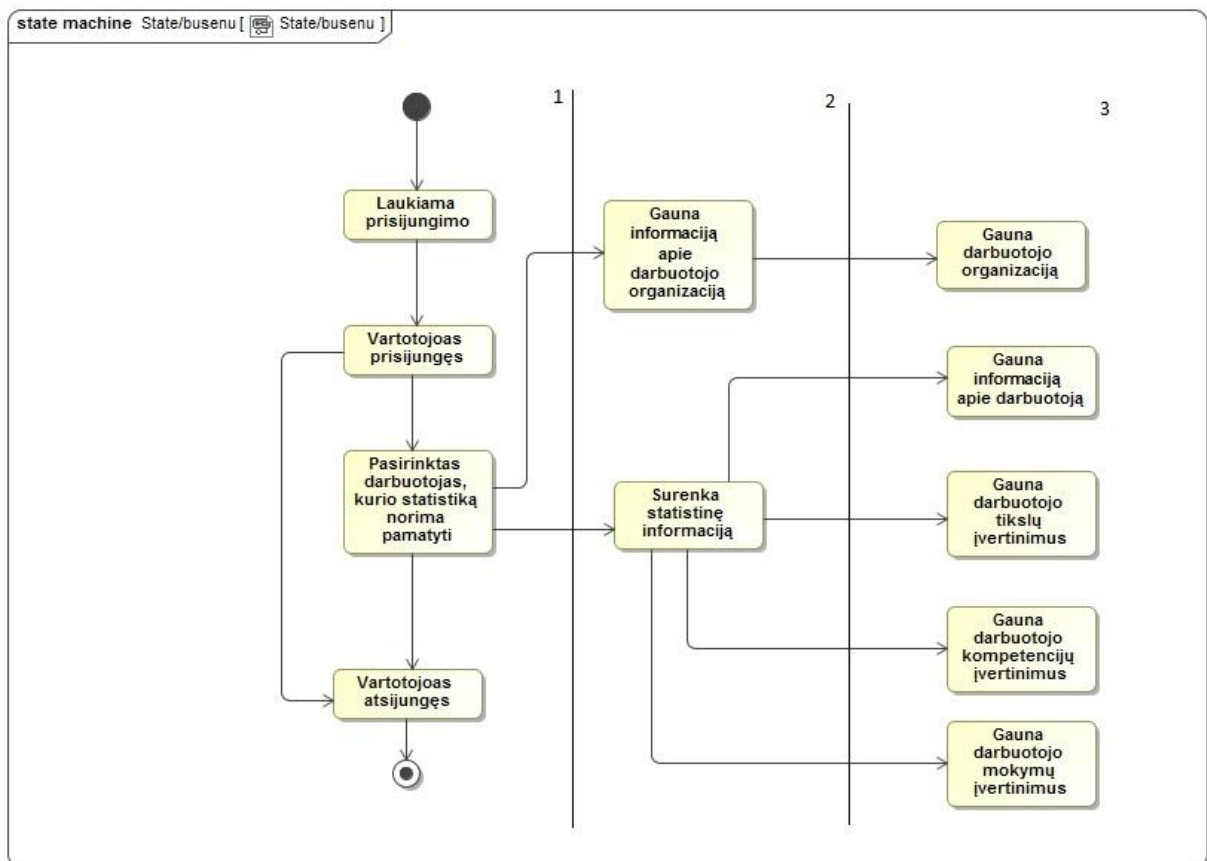 state machine State/busenu [ State/busenu ]
1
2
3
Laukiama
prisijungimo
Vartotojoas
prisijungęs
Pasirinktas
darbuotojas,
kurio statistiką
norima
pamatyti
Vartotojoas
atsijungęs
Gauna
informaciją
apie
darbuotojo
organizaciją
Surenka
statistinę
informaciją
Gauna
darbuotojo
organizaciją
Gauna
informaciją
apie darbuotoją
Gauna
darbuotojo
tikslų
įvertinimus
Gauna
darbuotojo
kompetencijų
įvertinimus
Gauna
darbuotojo
mokymų
įvertinimus